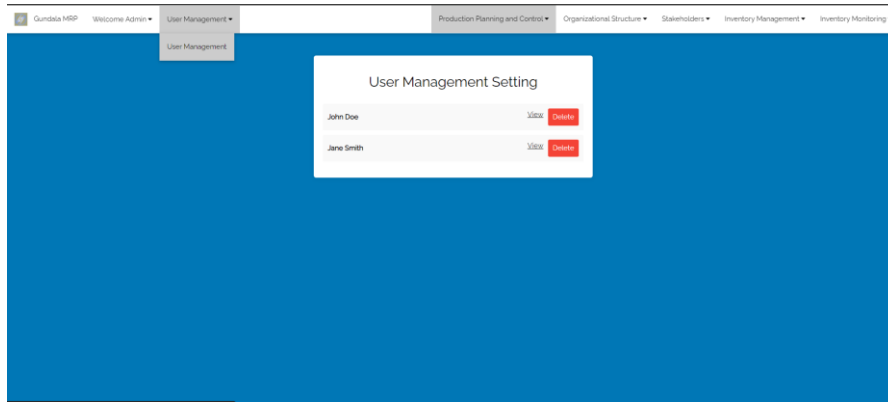 Gundala MRP Welcome Admin ▾ User Management ▾ Production Planning and Control ▾ Organizational Structure ▾ Stakeholders ▾ Inventory Management ▾ Inventory Monitoring
User Management
User Management Setting
John Doe View Delete
Jane Smith View Delete